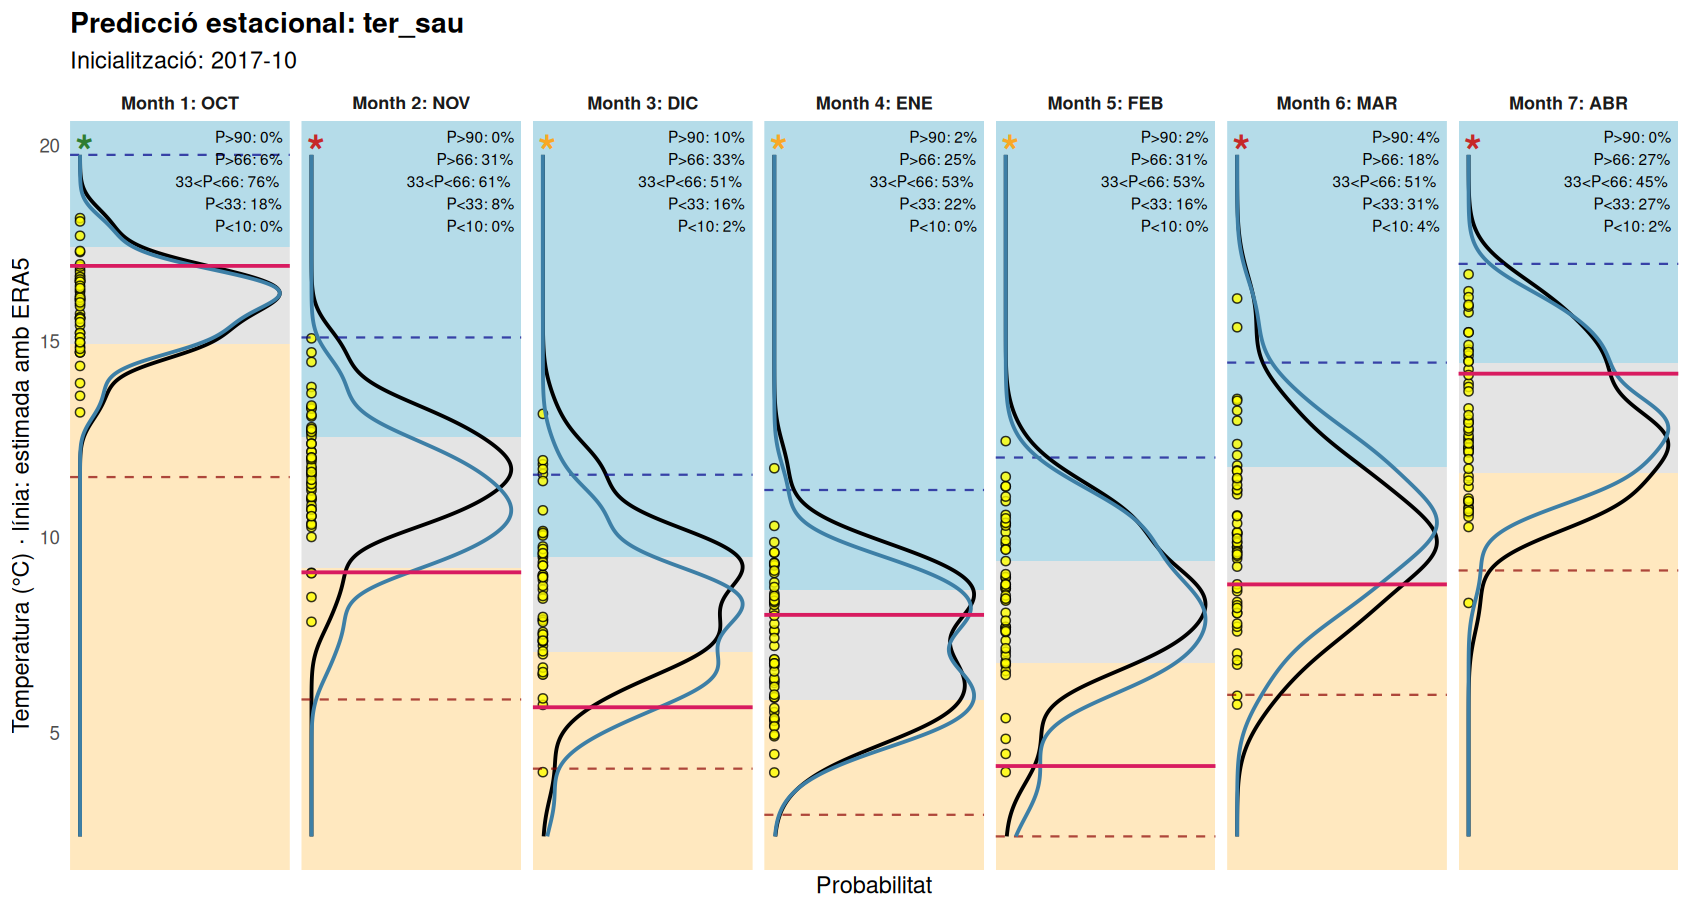 Predicció estacional: ter_sau
Inicialització: 2017-10
Month 1: OCT
Month 2: NOV
Month 3: DIC
Month 4: ENE
Month 5: FEB
Month 6: MAR
Month 7: ABR
*
P>90: 0%
P>66: 6%
33<P<66: 76%
P<33: 18%
P<10: 0%
*
P>90: 0%
P>66: 31%
33<P<66: 61%
P<33: 8%
P<10: 0%
*
P>90: 10%
P>66: 33%
33<P<66: 51%
P<33: 16%
P<10: 2%
*
P>90: 2%
P>66: 25%
33<P<66: 53%
P<33: 22%
P<10: 0%
*
P>90: 2%
P>66: 31%
33<P<66: 53%
P<33: 16%
P<10: 0%
*
P>90: 4%
P>66: 18%
33<P<66: 51%
P<33: 31%
P<10: 4%
*
P>90: 0%
P>66: 27%
33<P<66: 45%
P<33: 27%
P<10: 2%
20
15
10
5
Temperatura (°C) · línia: estimada amb ERA5
Probabilitat